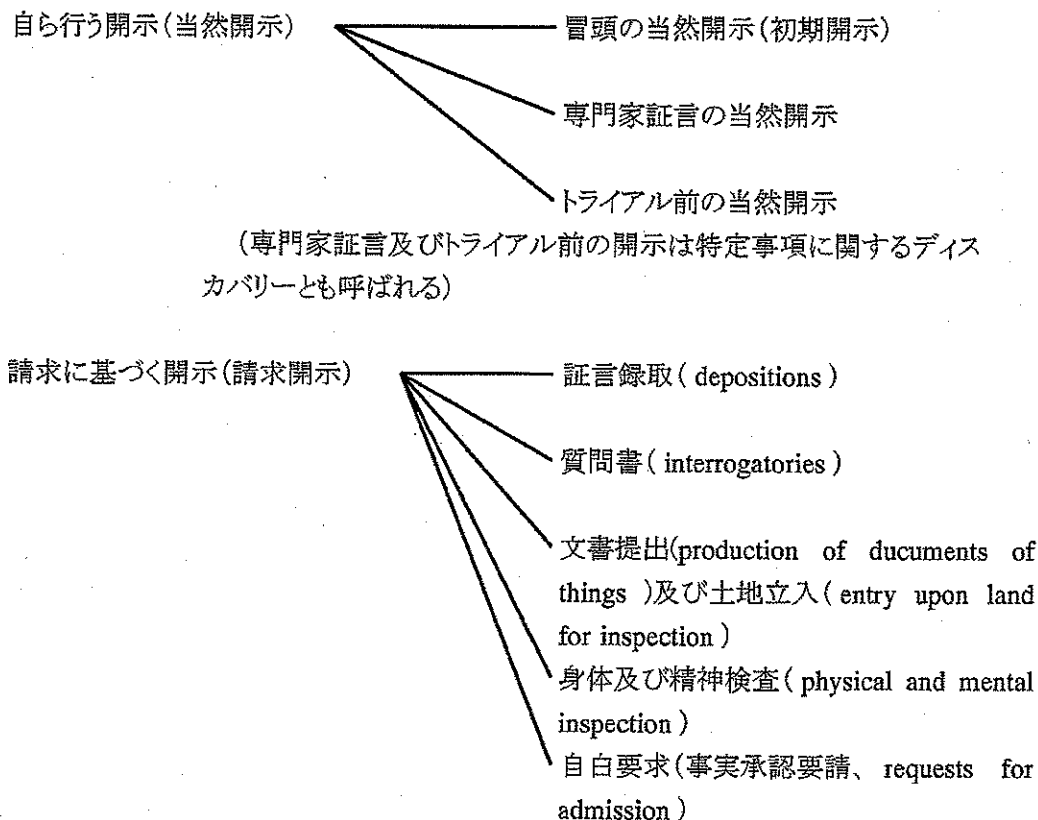 自ら行う開示(当然開示)
冒頭の当然開示(初期開示)
専門家証言の当然開示
トライアル前の当然開示
(専門家証言及びトライアル前の開示は特定事項に関するディス
カバリーとも呼ばれる)
請求に基づく開示(請求開示)
証言録取( depositions )
質問書( interrogatories )
文書提出(production of ducuments of
things )及び土地立入( entry upon land
for inspection )
身体及び精神検査( physical and mental
inspection )
自白要求(事実承認要請、requests for
admission )